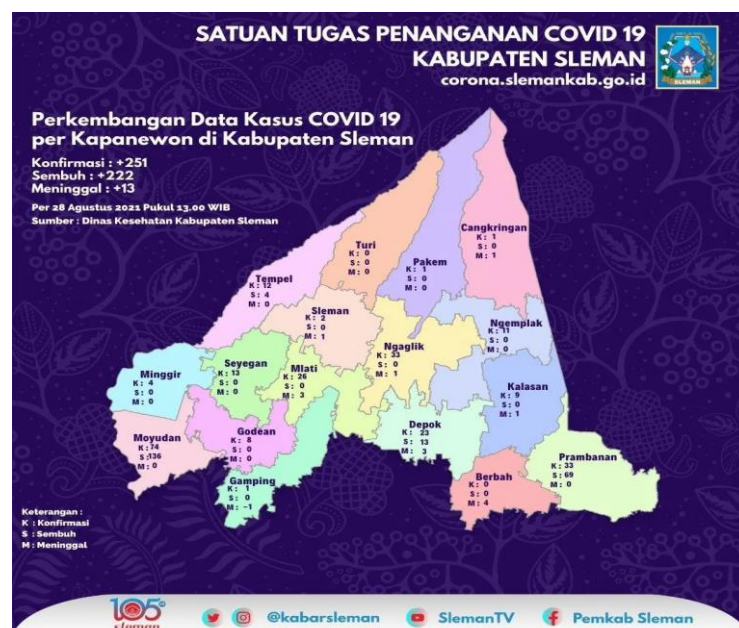 SATUAN TUGAS PENANGANAN COVID 19
KABUPATEN SLEMAN
corona.slemankab.go.id
SLEMAN
Perkembangan Data Kasus COVID 19
per Kapanewon di Kabupaten Sleman
Konfirmasi : +251
Sembuh : +222
Meninggal : +13
Per 28 Agustus 2021 Pukul 13.00 WIB
Sumber : Dinas Kesehatan Kabupaten Sleman
Cangkringan
K: 1
S: 0
M: 1
Turi
K: 0
S: 0
M: 0
Pakem
K: 1
S: 0
M: 0
Tempel
K: 12
S: 4
M: 0
Sleman
K: 2
S: 0
M: 1
Ngemplak
K: 11
S: 0
M: 0
Ngaglik
K: 33
S: 0
M: 1
Seyegan
K: 13
S: 0
M: 0
Mlati
K: 26
S: 0
M: 3
Minggir
K: 4
S: 0
M: 0
Kalasan
K: 9
S: 0
M: 1
Moyudan
K: 74
S: 136
M: 0
Godean
K: 8
S: 0
M: 0
Depok
K: 23
S: 13
M: 3
Prambanan
K: 33
S: 69
M: 0
Gamping
K: 1
S: 0
M: -1
Berbah
K: 0
S: 0
M: 4
Keterangan :
K : Konfirmasi
S : Sembuh
M : Meninggal
105 sleman
@kabarsleman
SlemanTV
Pemkab Sleman